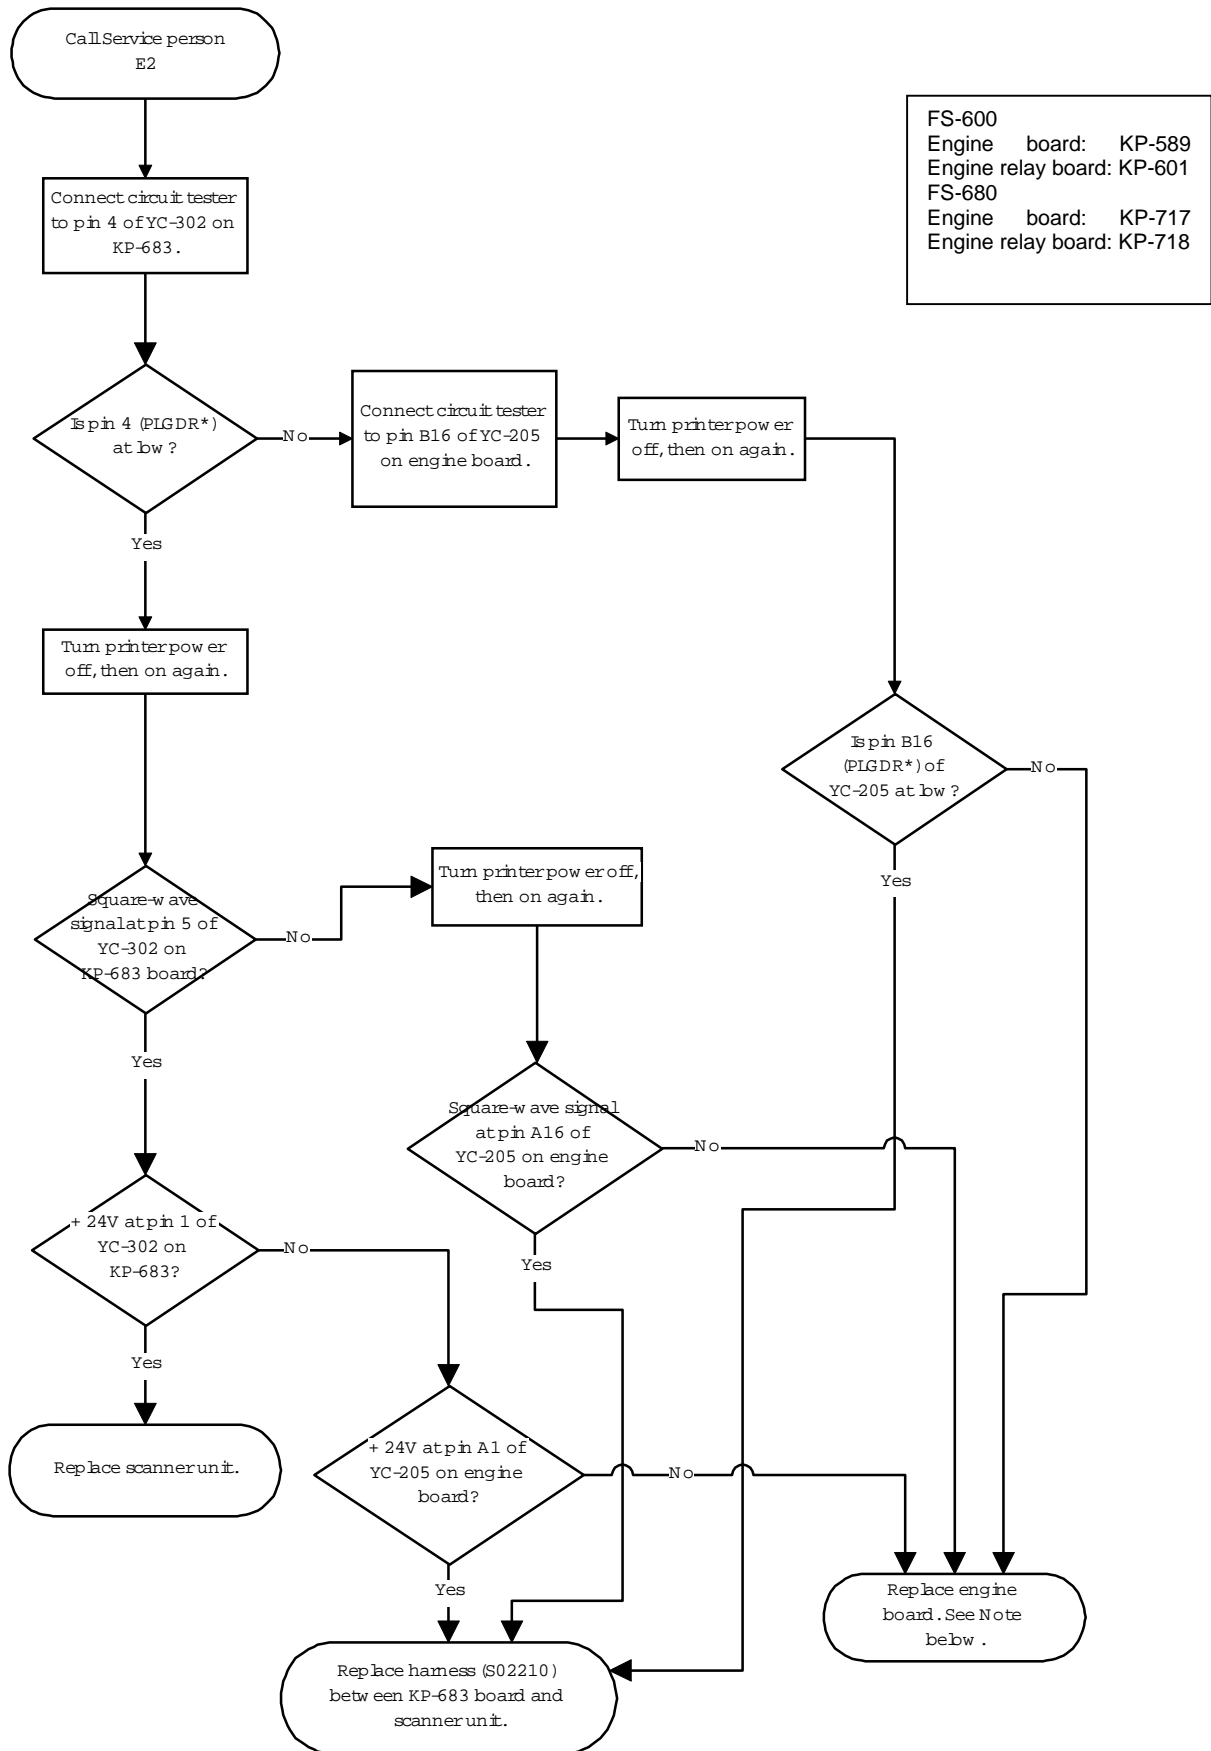 Call Service person
E2
FS-600
Engine board: KP-589
Engine relay board: KP-601
FS-680
Engine board: KP-717
Engine relay board: KP-718
Connect circuit tester
to pin 4 of YC-302 on
KP-683.
Is pin 4 (PLGDR*)
at low?
No
Connect circuit tester
to pin B16 of YC-205
on engine board.
Turn printer power
off, then on again.
Yes
Turn printer power
off, then on again.
Is pin B16
(PLGDR*) of
YC-205 at low?
No
Yes
Square-wave
signal at pin 5 of
YC-302 on
KP-683 board?
No
Turn printer power off,
then on again.
Yes
Square-wave signal
at pin A16 of
YC-205 on engine
board?
No
Yes
+24V at pin 1 of
YC-302 on
KP-683?
No
Yes
Replace scanner unit.
+24V at pin A1 of
YC-205 on engine
board?
No
Yes
Replace engine
board. See Note
below.
Replace harness (S02210)
between KP-683 board and
scanner unit.